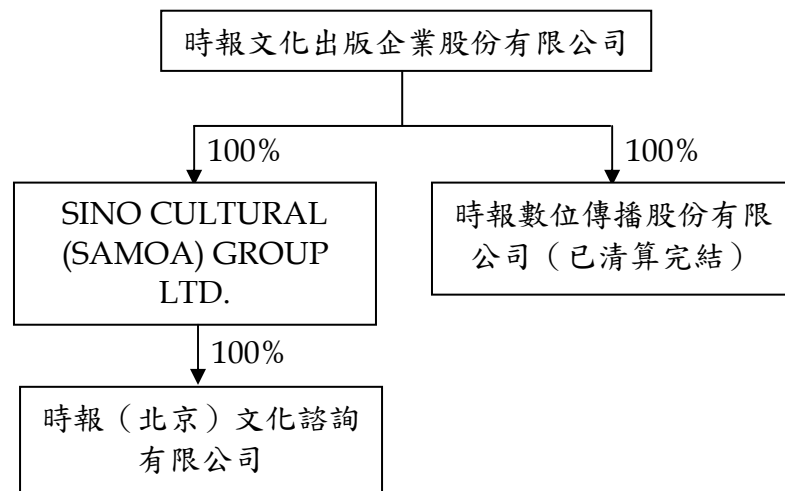 時報文化出版企業股份有限公司
100%
100%
SINO CULTURAL
(SAMOA) GROUP
LTD.
時報數位傳播股份有限
公司（已清算完結）
100%
時報（北京）文化諮詢
有限公司